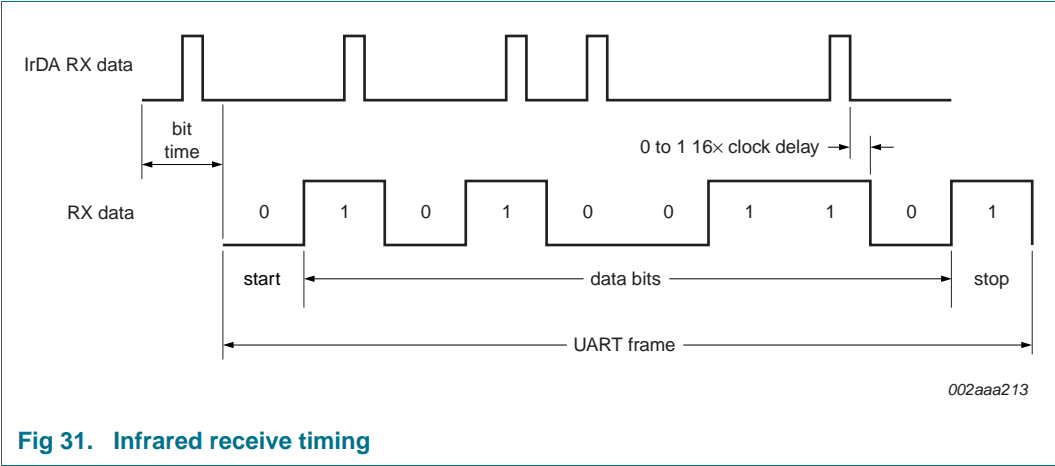 IrDA RX data
bit
time
0 to 1 16× clock delay
RX data
0 1 0 1 0 0 1 1 0 1
start
data bits
stop
UART frame
002aaa213
Fig 31. Infrared receive timing